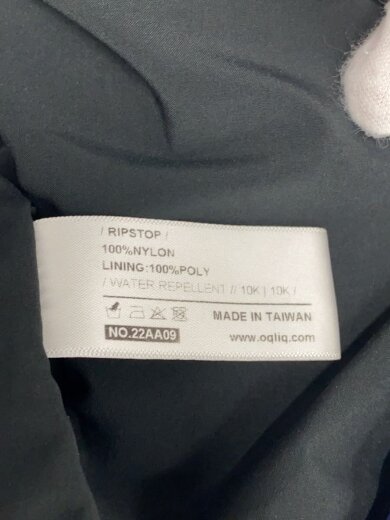 / RIPSTOP /
100%NYLON
LINING:100%POLY
/ WATER REPELLENT // 10K | 10K /
MADE IN TAIWAN
NO.22AA09
www.oqliq.com